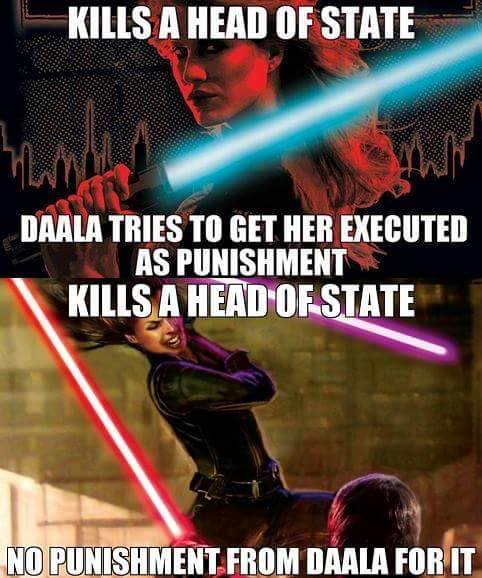 KILLS A HEAD OF STATE
DAALA TRIES TO GET HER EXECUTED
AS PUNISHMENT
KILLS A HEAD OF STATE
NO PUNISHMENT FROM DAALA FOR IT